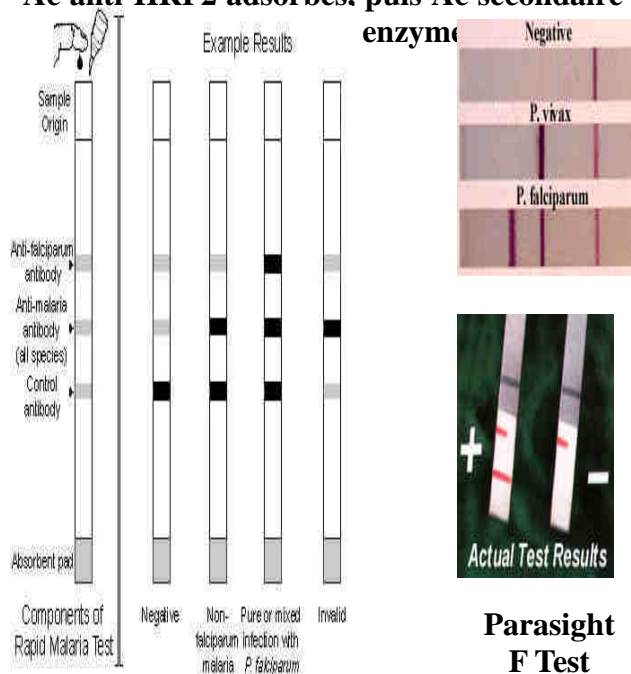 Ac anti HRP2 adsorbés, puis Ac secondaire
enzyme
Example Results
Sample
Origin
Anti-falciparum
antibody
Anti-malaria
antibody
(all species)
Control
antibody
Absorbent pad
Components of
Rapid Malaria Test
Negative
Non-
falciparum
malaria
Pure or mixed
infection with
P. falciparum
Invalid
Negative
P. vivax
P. falciparum
+
−
Actual Test Results
Parasight
F Test